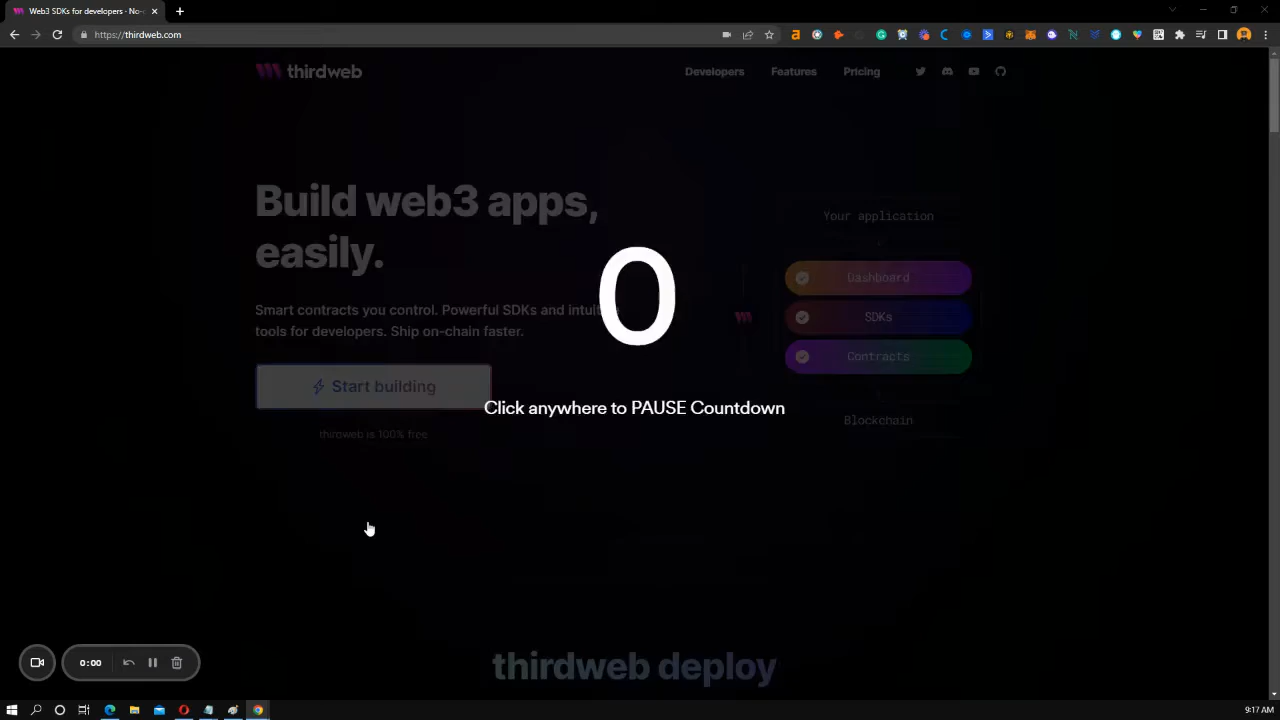 Web3 SDKs for developers - No-
https://thirdweb.com
thirdweb
Developers
Features
Pricing
Build web3 apps,
easily.
Smart contracts you control. Powerful SDKs and
tools for developers. Ship on-chain faster.
Start building
thirdweb is 100% free
Your application
Dashboard
SDKs
Contracts
Blockchain
0
Click anywhere to PAUSE Countdown
thirdweb deploy
0:00
9:17 AM